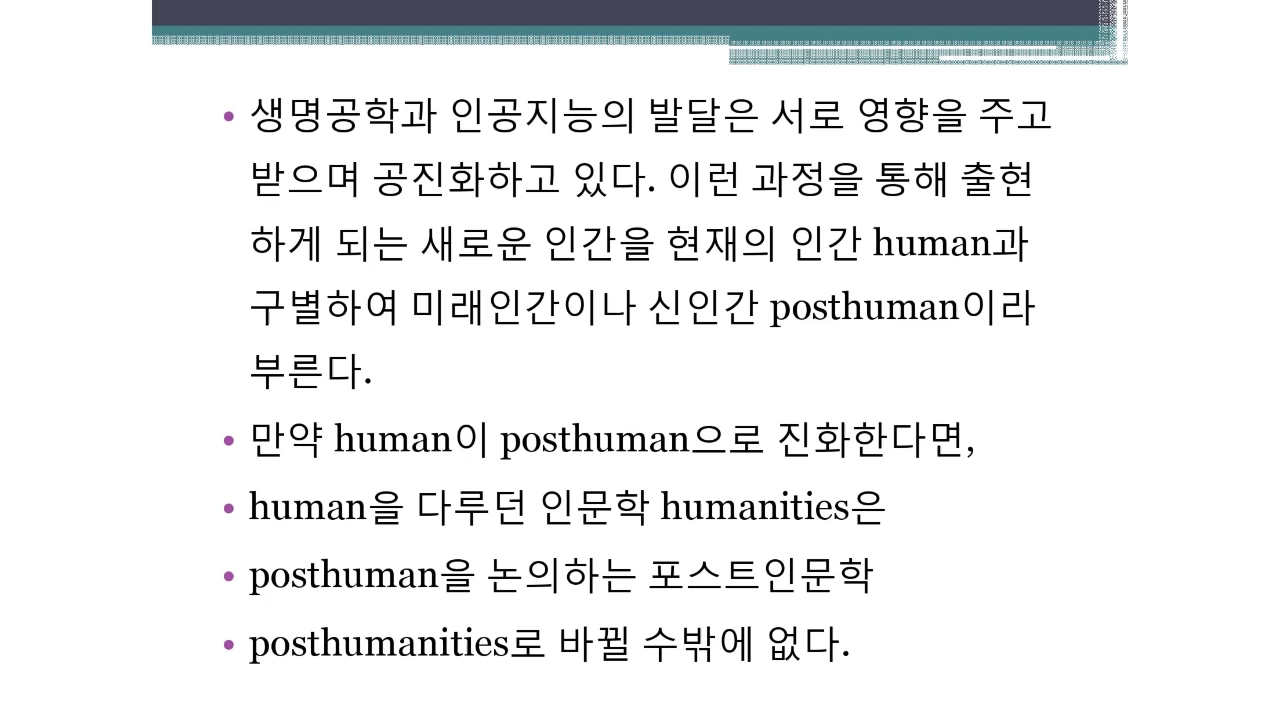 • 생명공학과 인공지능의 발달은 서로 영향을 주고
받으며 공진화하고 있다. 이런 과정을 통해 출현
하게 되는 새로운 인간을 현재의 인간 human과
구별하여 미래인간이나 신인간 posthuman이라
부른다.
• 만약 human이 posthuman으로 진화한다면,
• human을 다루던 인문학 humanities은
• posthuman을 논의하는 포스트인문학
• posthumanities로 바뀔 수밖에 없다.